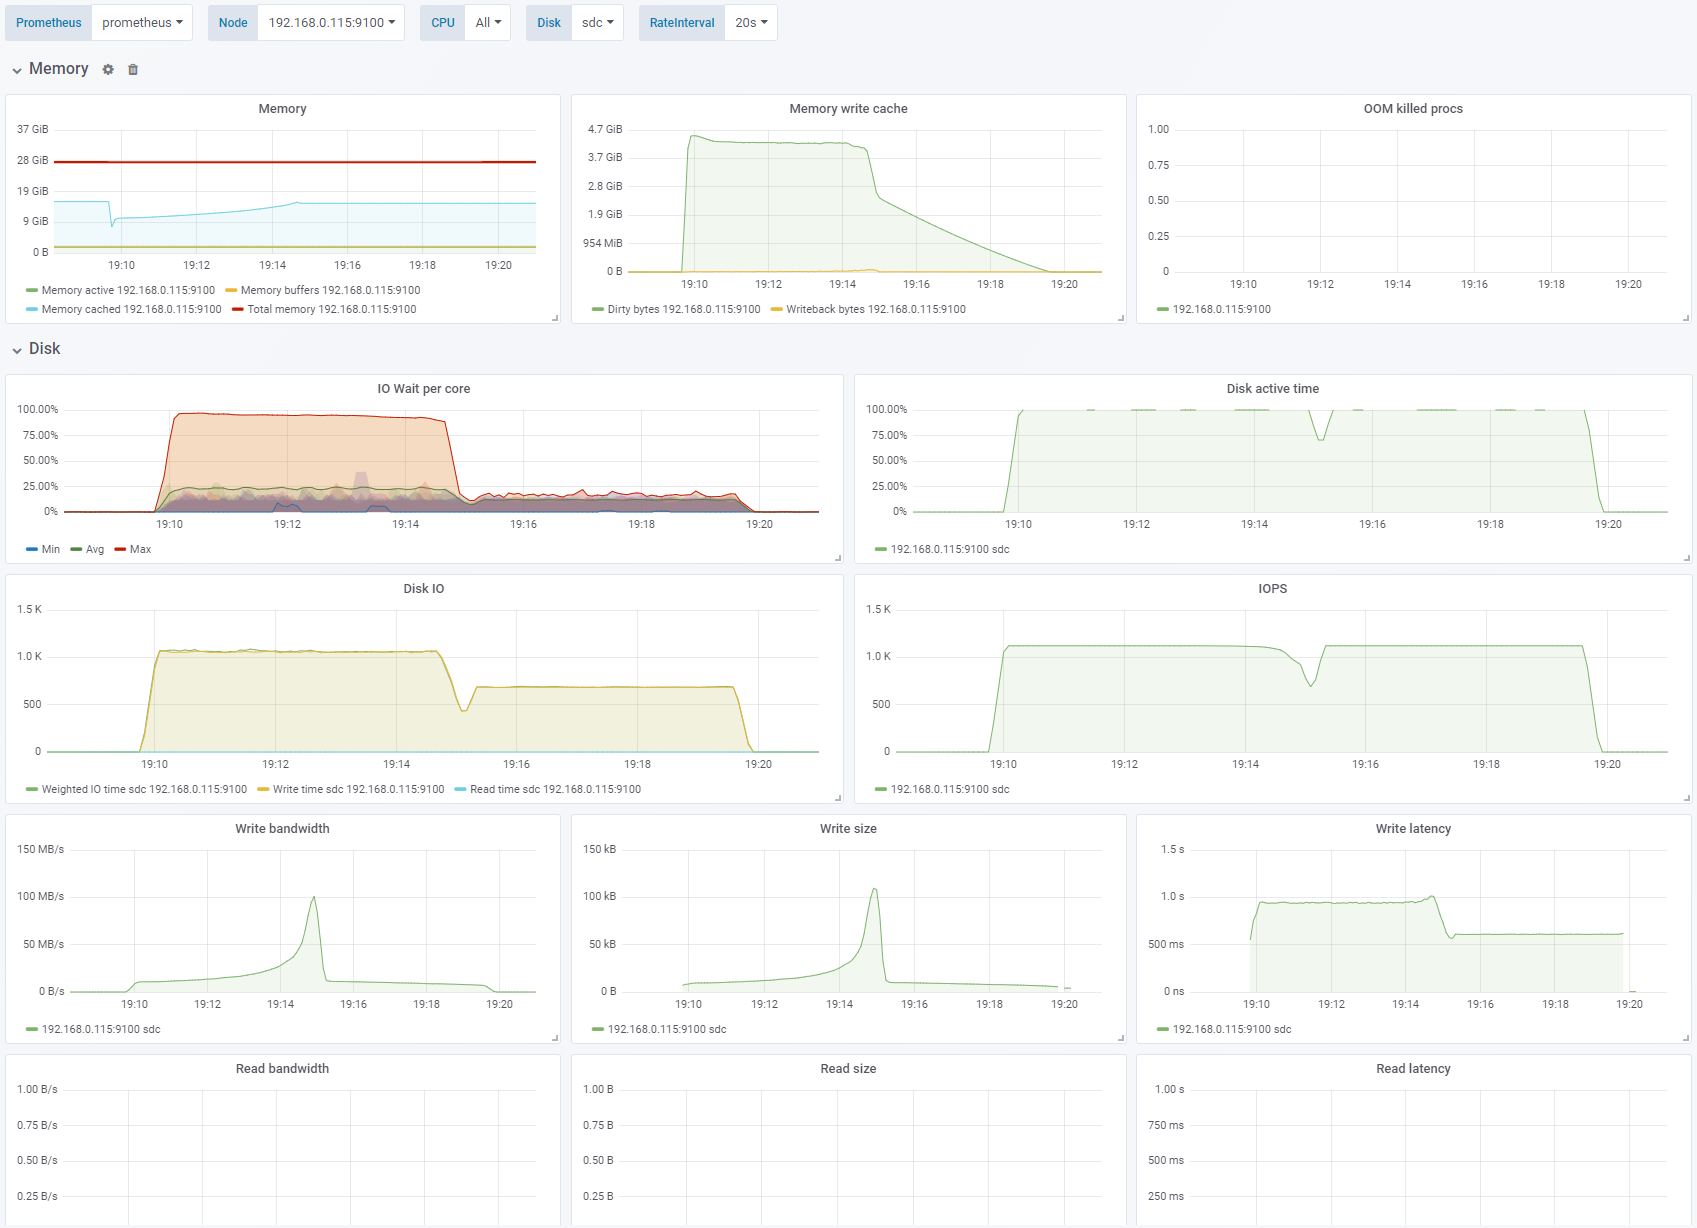 Prometheus prometheus Node 192.168.0.115:9100 CPU All Disk sdc RateInterval 20s
Memory
Memory
37 GiB
28 GiB
19 GiB
9 GiB
0 B
19:10 19:12 19:14 19:16 19:18 19:20
Memory active 192.168.0.115:9100 Memory buffers 192.168.0.115:9100
Memory cached 192.168.0.115:9100 Total memory 192.168.0.115:9100
Memory write cache
4.7 GiB
3.7 GiB
2.8 GiB
1.9 GiB
954 MiB
0 B
19:10 19:12 19:14 19:16 19:18 19:20
Dirty bytes 192.168.0.115:9100 Writeback bytes 192.168.0.115:9100
OOM killed procs
1.00
0.75
0.50
0.25
0
19:10 19:12 19:14 19:16 19:18 19:20
192.168.0.115:9100
Disk
IO Wait per core
100.00%
75.00%
50.00%
25.00%
0%
19:10 19:12 19:14 19:16 19:18 19:20
Min Avg Max
Disk active time
100.00%
75.00%
50.00%
25.00%
0%
19:10 19:12 19:14 19:16 19:18 19:20
192.168.0.115:9100 sdc
Disk IO
1.5 K
1.0 K
500
0
19:10 19:12 19:14 19:16 19:18 19:20
Weighted IO time sdc 192.168.0.115:9100 Write time sdc 192.168.0.115:9100 Read time sdc 192.168.0.115:9100
IOPS
1.5 K
1.0 K
500
0
19:10 19:12 19:14 19:16 19:18 19:20
192.168.0.115:9100 sdc
Write bandwidth
150 MB/s
100 MB/s
50 MB/s
0 B/s
19:10 19:12 19:14 19:16 19:18 19:20
192.168.0.115:9100 sdc
Write size
150 kB
100 kB
50 kB
0 B
19:10 19:12 19:14 19:16 19:18 19:20
192.168.0.115:9100 sdc
Write latency
1.5 s
1.0 s
500 ms
0 ns
19:10 19:12 19:14 19:16 19:18 19:20
192.168.0.115:9100 sdc
Read bandwidth
1.00 B/s
0.75 B/s
0.50 B/s
0.25 B/s
Read size
1.00 B
0.75 B
0.50 B
0.25 B
Read latency
1.00 s
750 ms
500 ms
250 ms